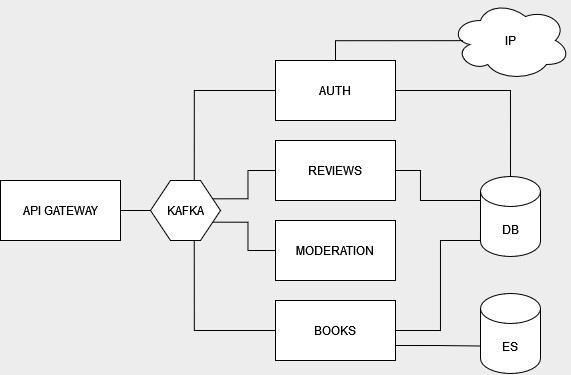 IP
AUTH
REVIEWS
API GATEWAY
KAFKA
DB
MODERATION
BOOKS
ES